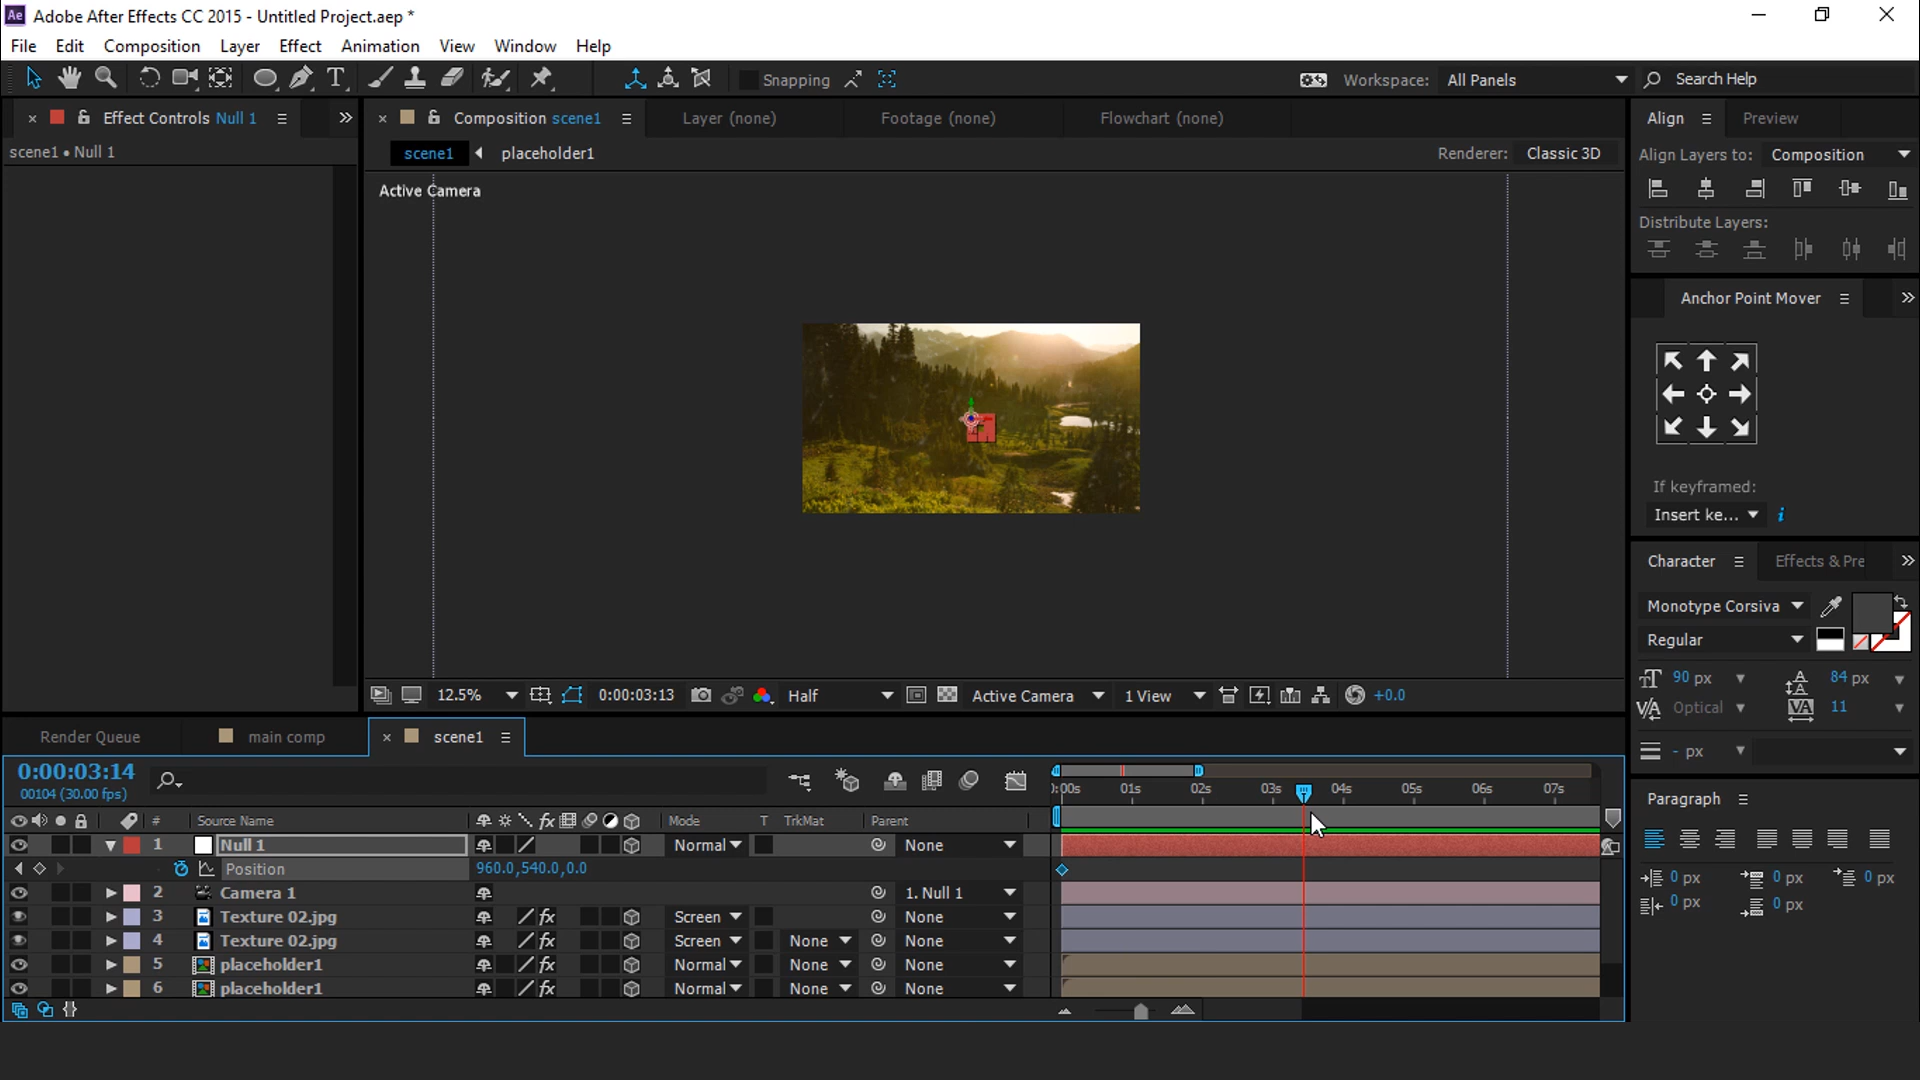 Ae Adobe After Effects CC 2015 - Untitled Project.aep *
File Edit Composition Layer Effect Animation View Window Help
T Snapping Workspace: All Panels Search Help
Effect Controls Null 1 Composition scene1 Layer (none) Footage (none) Flowchart (none) Align Preview
scene1 • Null 1 scene1 placeholder1 Renderer: Classic 3D Align Layers to: Composition
Active Camera
Distribute Layers:
Anchor Point Mover
If keyframed:
Insert ke...
Character Effects & Pre
Monotype Corsiva
Regular
90 px 84 px
12.5% 0:00:03:13 Half Active Camera 1 View +0.0 Optical 11
Render Queue main comp scene1 - px
0:00:03:14
00104 (30.00 fps)
:00s 01s 02s 03s 04s 05s 06s 07s
Paragraph
# Source Name fx Mode T TrkMat Parent
1 Null 1 Normal None
Position 960.0,540.0,0.0
2 Camera 1 1. Null 1
3 Texture 02.jpg fx Screen None
4 Texture 02.jpg fx Screen None None
5 placeholder1 fx Normal None None
6 placeholder1 fx Normal None None
0 px 0 px 0 px
0 px 0 px